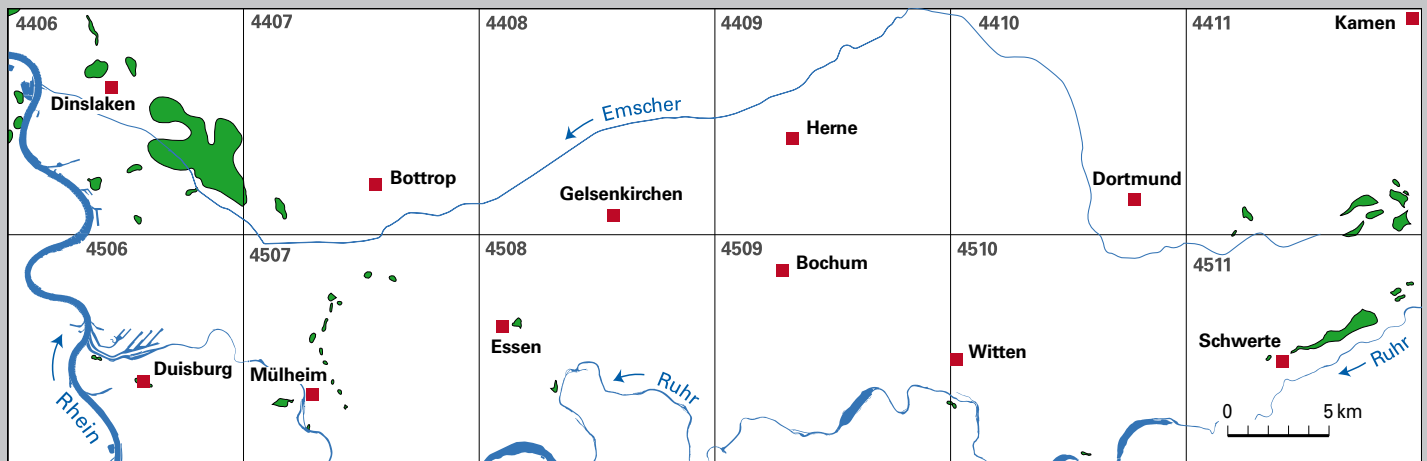 4406
4407
4408
4409
4410
4411
Kamen
Dinslaken
Emscher
Herne
Bottrop
Gelsenkirchen
Dortmund
4506
4507
4508
4509
4510
4511
Bochum
Essen
Schwerte
Witten
Duisburg
Mülheim
Ruhr
Ruhr
Rhein
0 5 km